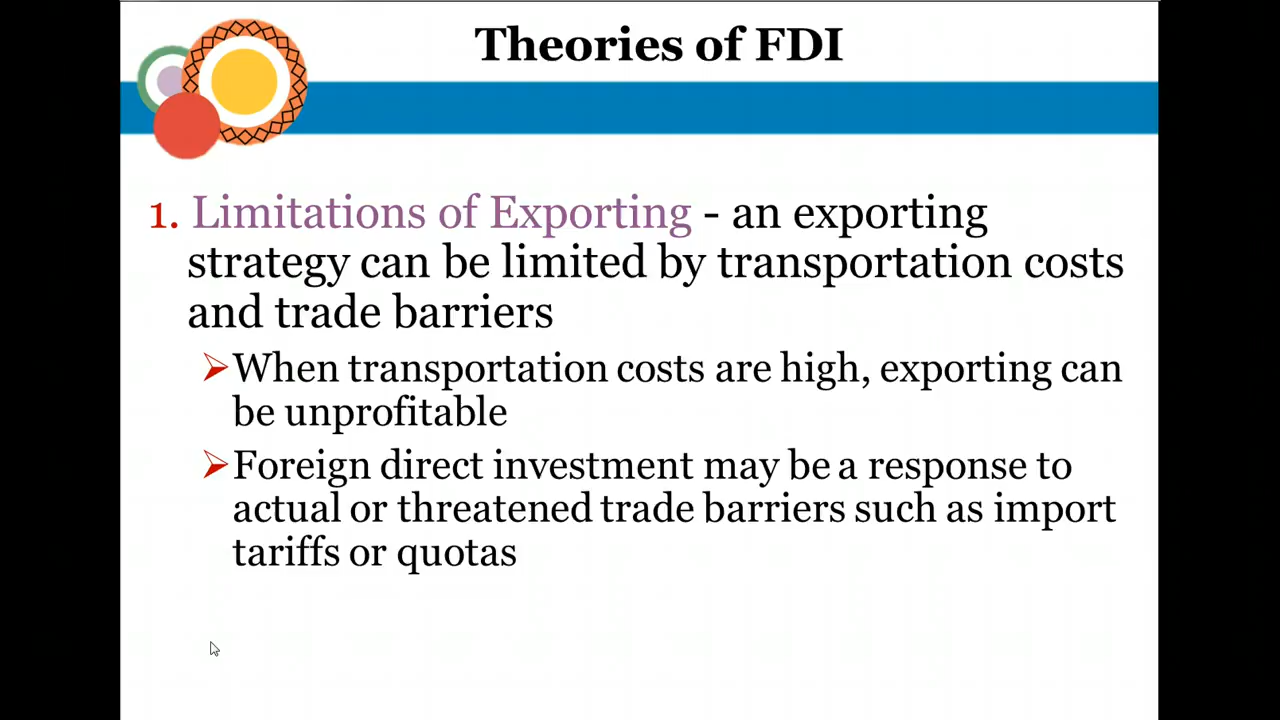 Theories of FDI
1. Limitations of Exporting - an exporting
strategy can be limited by transportation costs
and trade barriers
➢When transportation costs are high, exporting can
be unprofitable
➢Foreign direct investment may be a response to
actual or threatened trade barriers such as import
tariffs or quotas